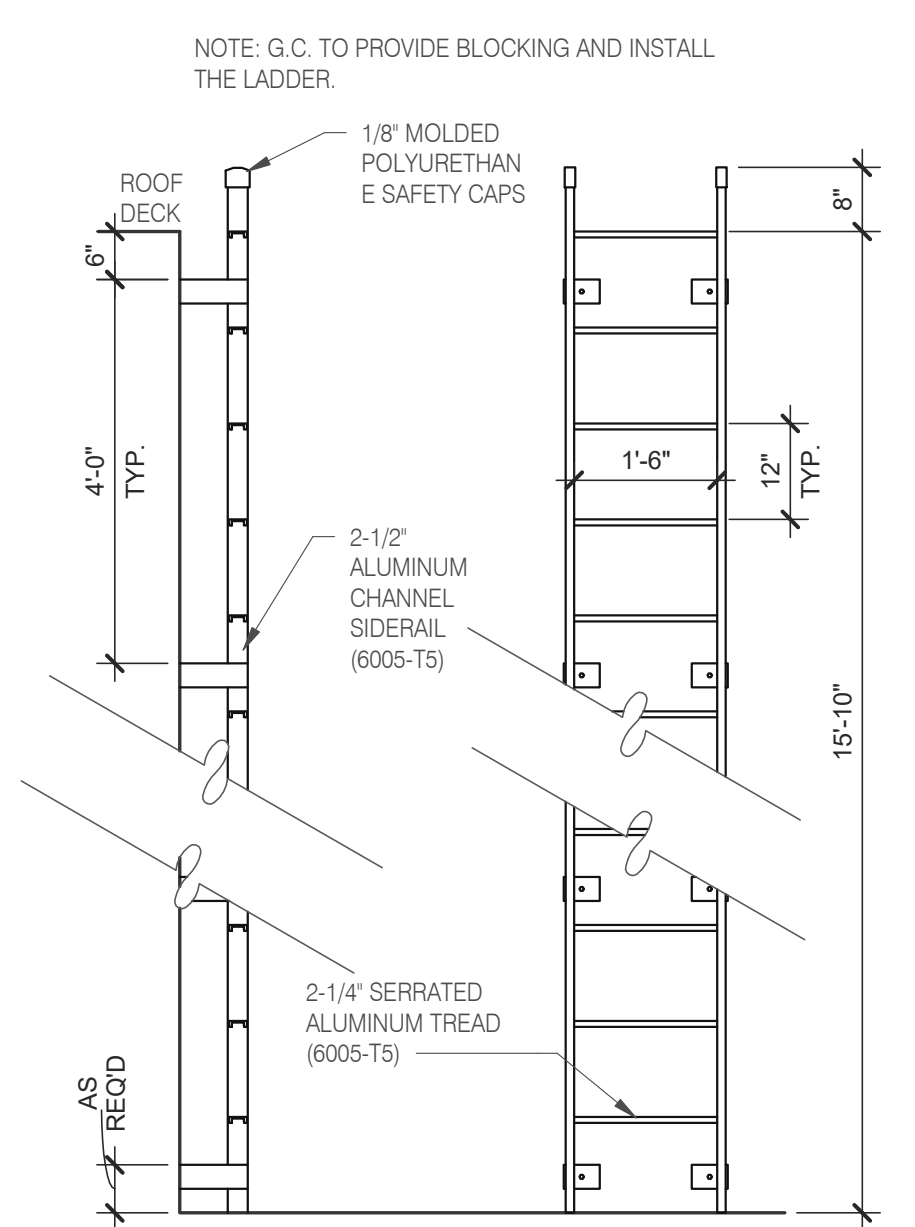 NOTE: G.C. TO PROVIDE BLOCKING AND INSTALL
THE LADDER.
1/8" MOLDED
POLYURETHAN
E SAFETY CAPS
ROOF
DECK
8"
6"
4'-0"
TYP.
1'-6"
12"
TYP.
2-1/2"
ALUMINUM
CHANNEL
SIDERAIL
(6005-T5)
15'-10"
2-1/4" SERRATED
ALUMINUM TREAD
(6005-T5)
AS
REQ'D